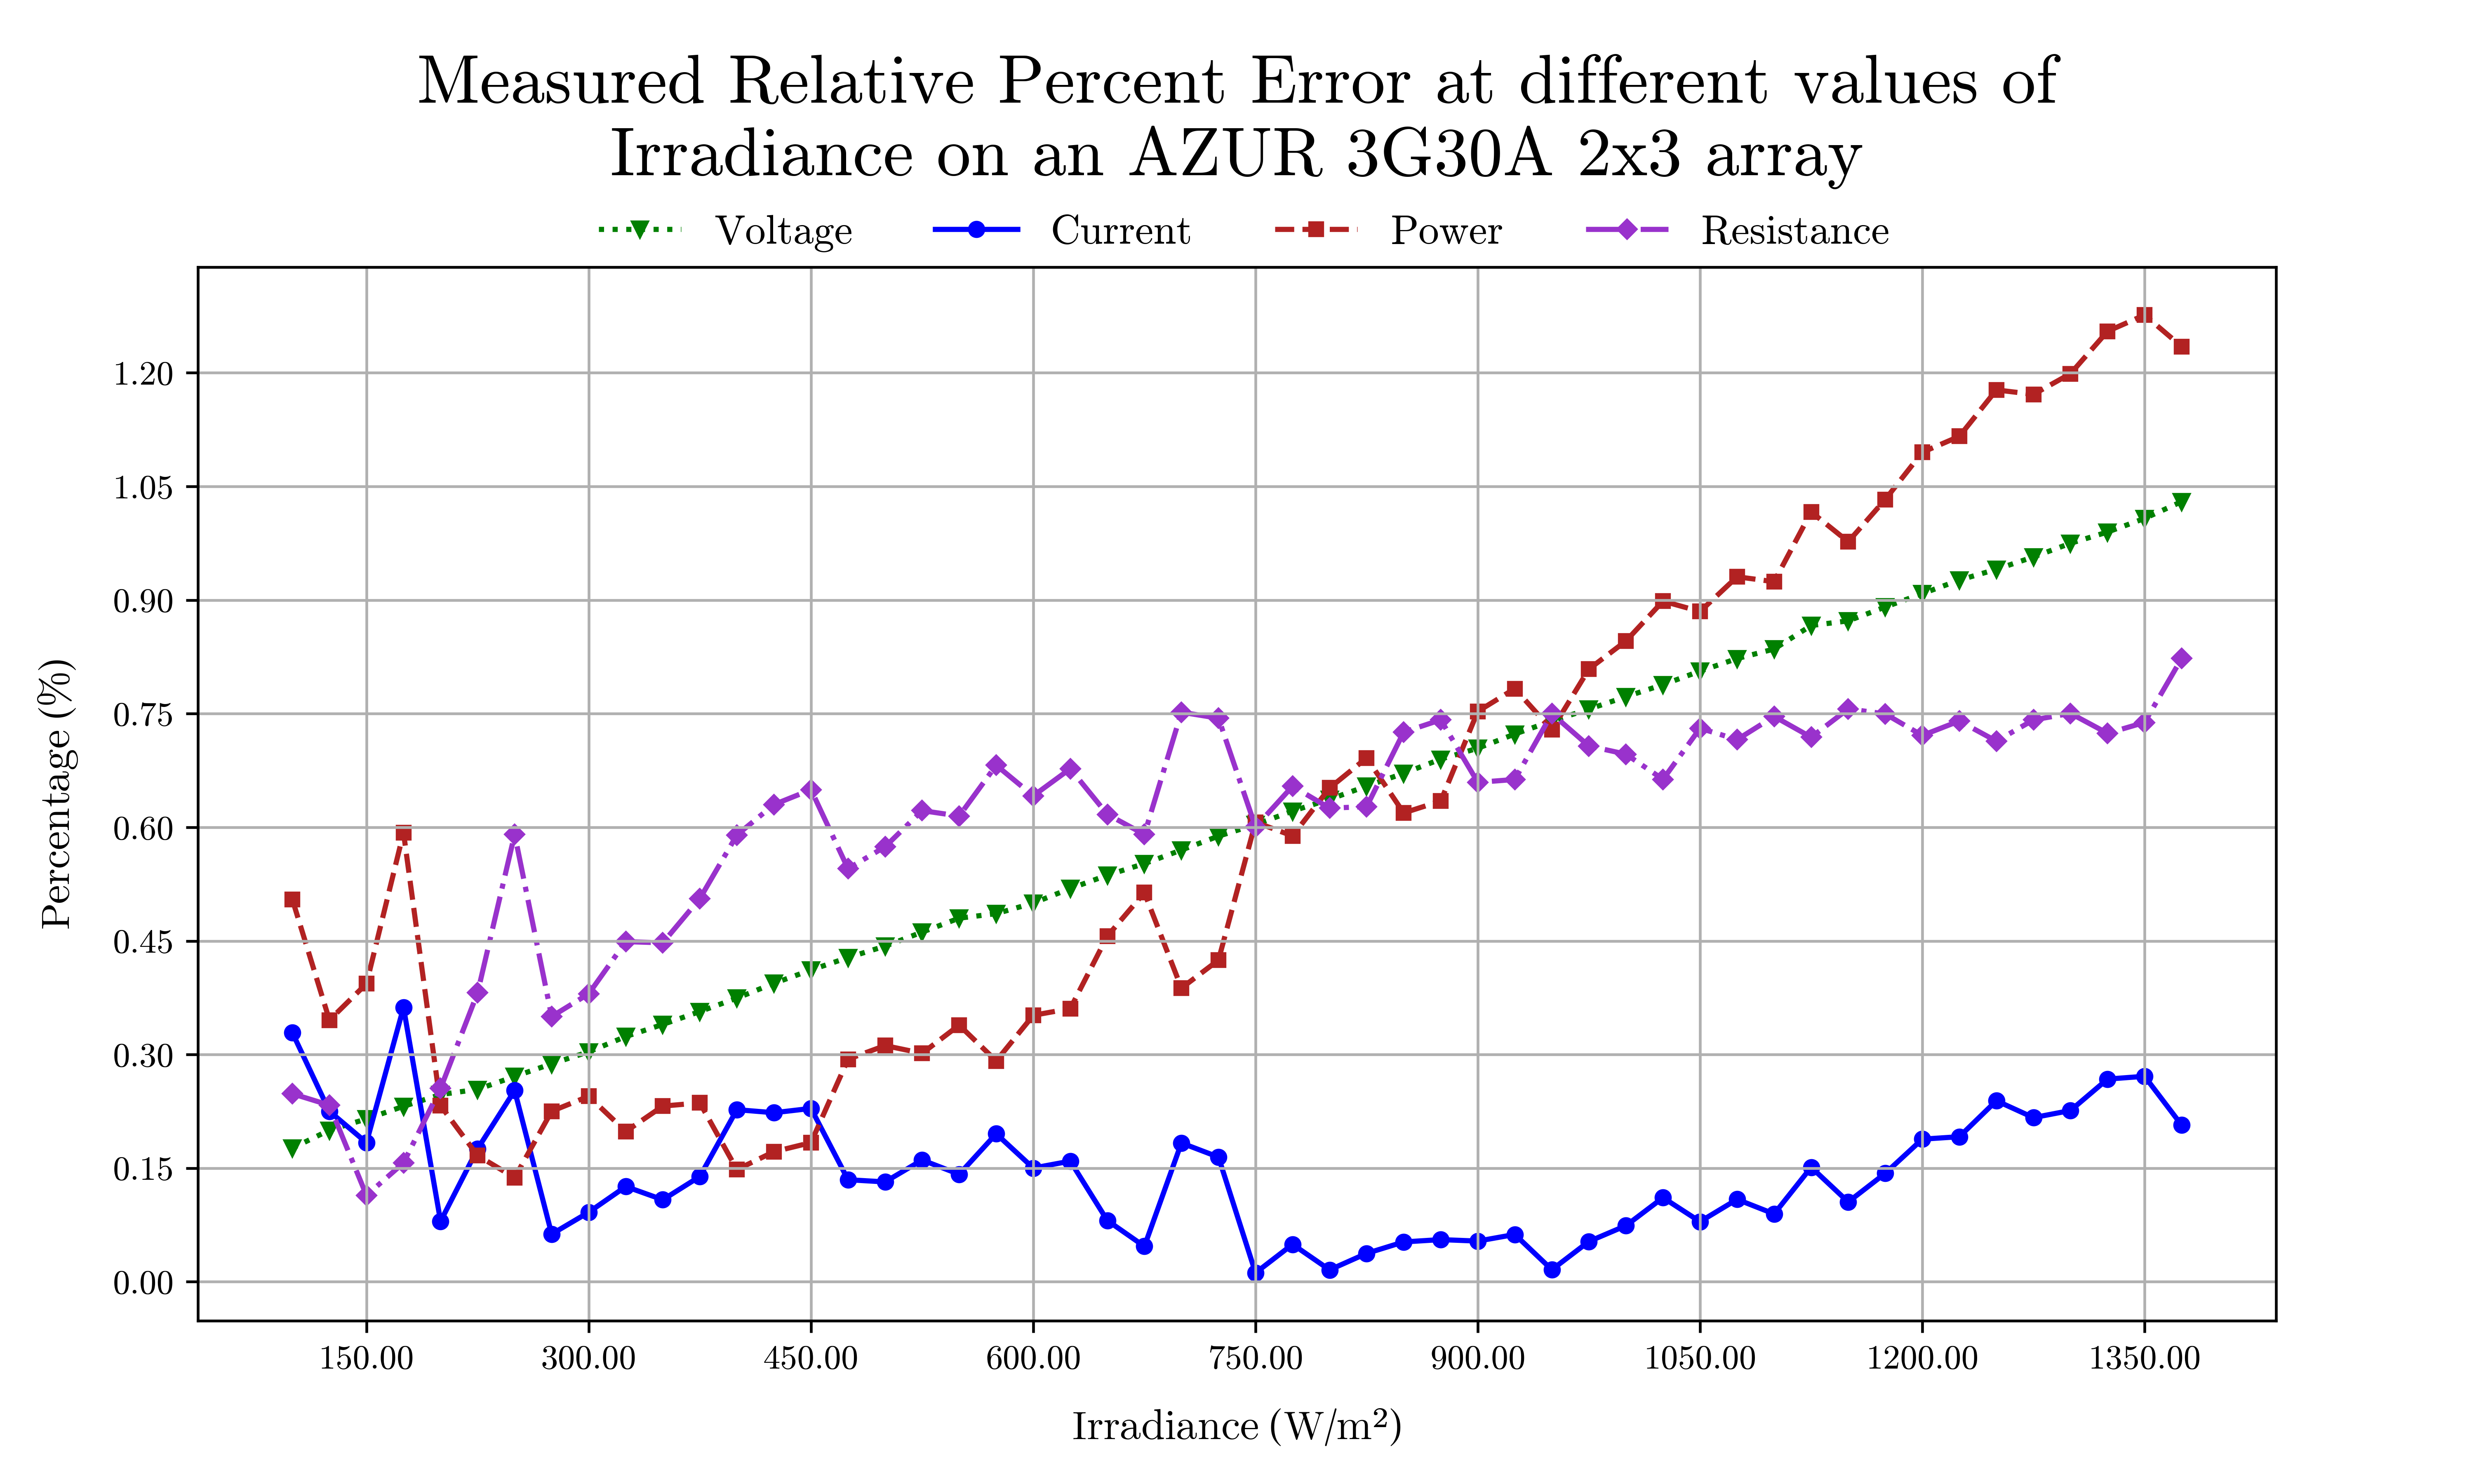 Measured Relative Percent Error at different values of
Irradiance on an AZUR 3G30A 2x3 array
Voltage Current Power Resistance
1.20
1.05
0.90
0.75
0.60
0.45
0.30
0.15
0.00
Percentage (%)
150.00 300.00 450.00 600.00 750.00 900.00 1050.00 1200.00 1350.00
Irradiance (W/m²)